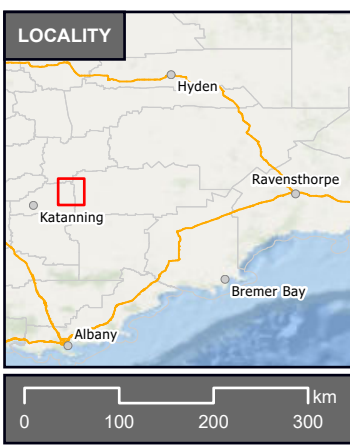 LOCALITY
Hyden
Ravensthorpe
Katanning
Bremer Bay
Albany
km
0 100 200 300